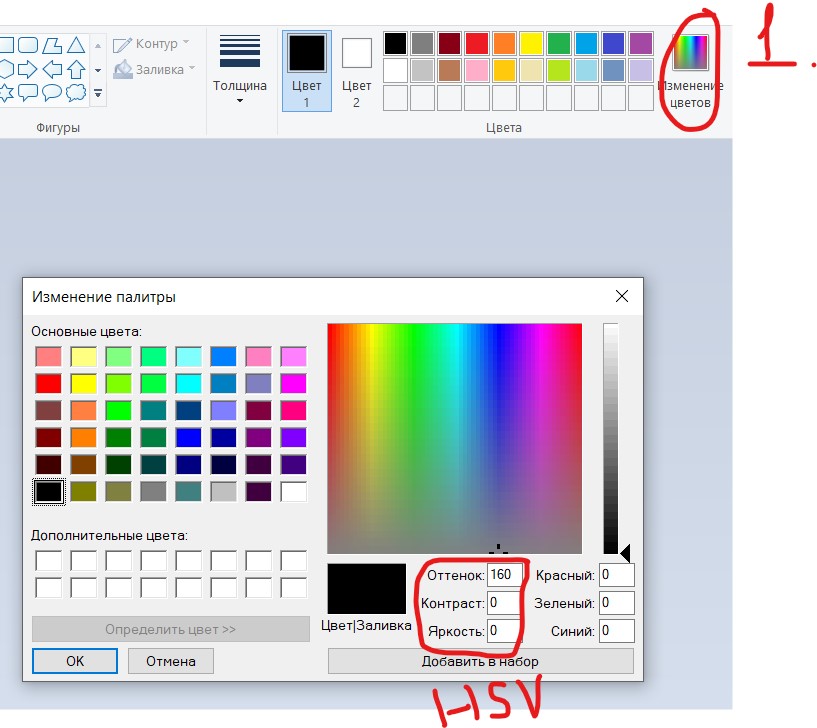 1.
Контур
Заливка
Толщина
Цвет
1
Цвет
2
Изменение
цветов
Фигуры
Цвета
Изменение палитры
Основные цвета:
Дополнительные цвета:
Определить цвет >>
OK
Отмена
Цвет|Заливка
Оттенок: 160
Контраст: 0
Яркость: 0
Красный: 0
Зеленый: 0
Синий: 0
Добавить в набор
HSV